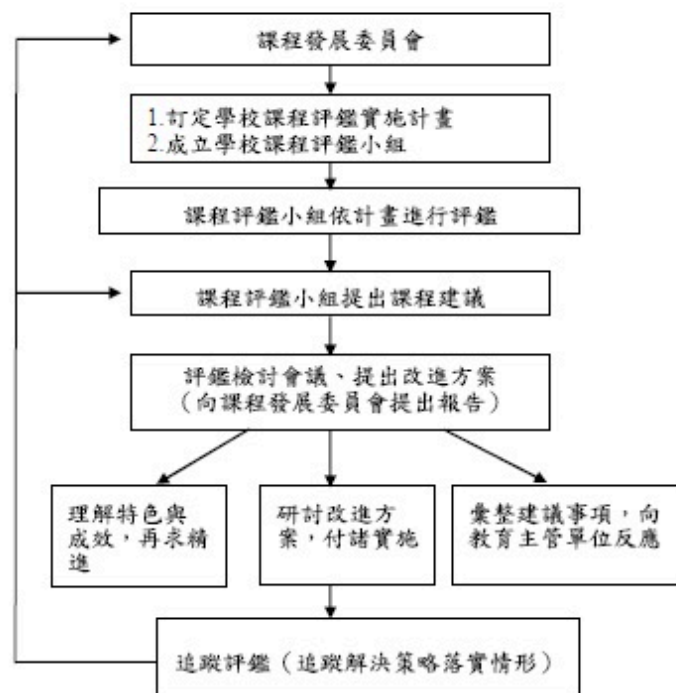 課程發展委員會
1.訂定學校課程評鑑實施計畫
2.成立學校課程評鑑小組
課程評鑑小組依計畫進行評鑑
課程評鑑小組提出課程建議
評鑑檢討會議、提出改進方案
（向課程發展委員會提出報告）
理解特色與
成效，再求精
進
研討改進方
案，付諸實施
彙整建議事項，向
教育主管單位反應
追蹤評鑑（追蹤解決策略落實情形）